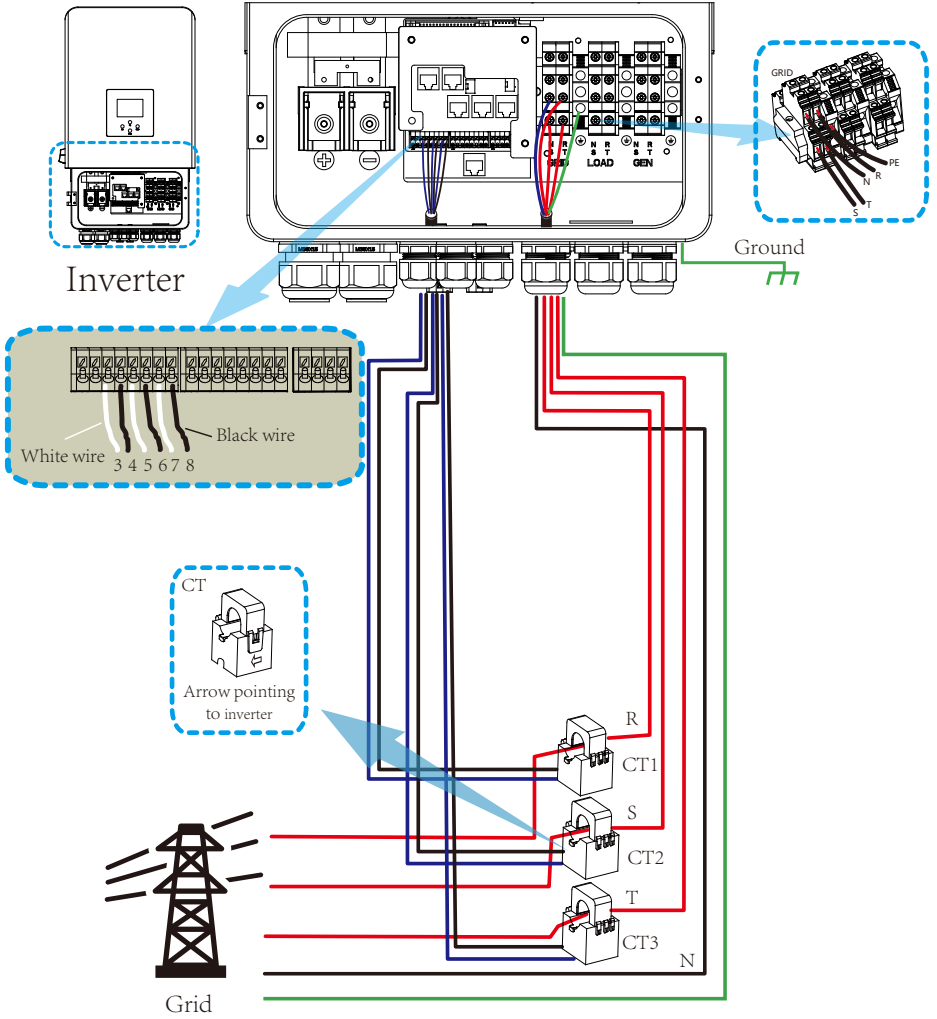 Inverter
N R
S T
GRID
N R
S T
LOAD
N R
S T
GEN
GRID
PE
R
N
T
S
Ground
White wire
3 4 5 6 7 8
Black wire
CT
Arrow pointing
to inverter
R
CT1
S
CT2
T
CT3
N
Grid